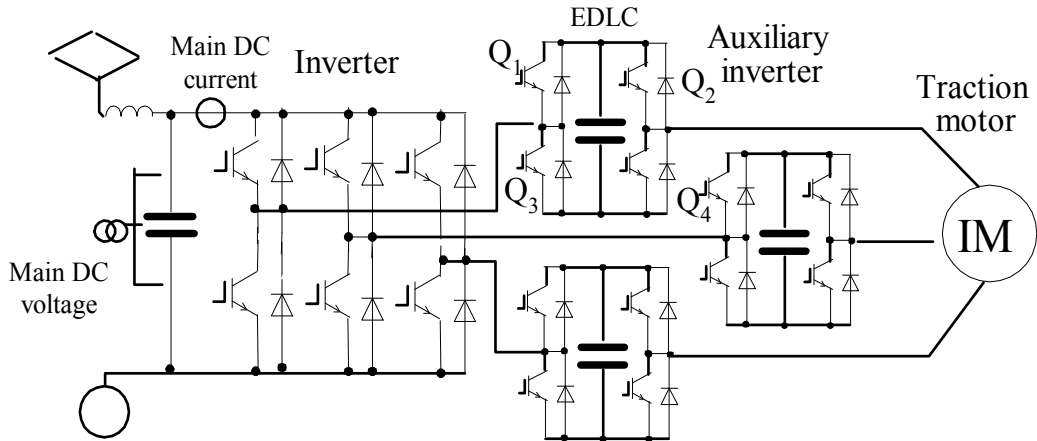 EDLC
Main DC
current
Inverter
Q1
Auxiliary
inverter
Q2
Traction
motor
Q3
Q4
IM
Main DC
voltage